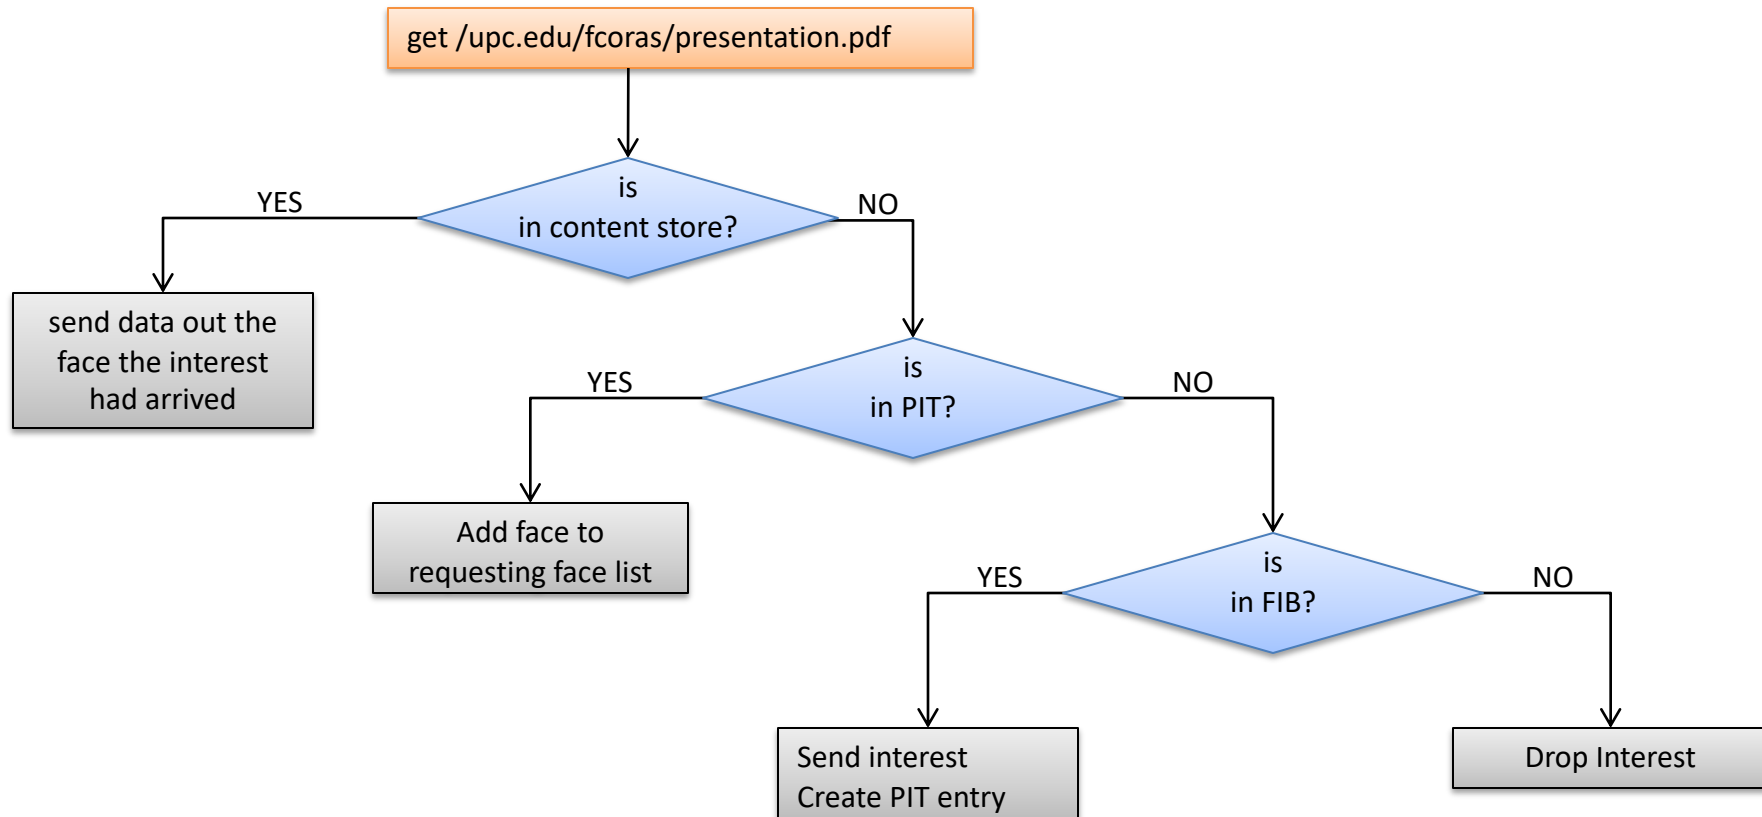 get /upc.edu/fcoras/presentation.pdf
is
in content store?
YES
NO
send data out the
face the interest
had arrived
is
in PIT?
YES
NO
Add face to
requesting face list
is
in FIB?
YES
NO
Send interest
Create PIT entry
Drop Interest